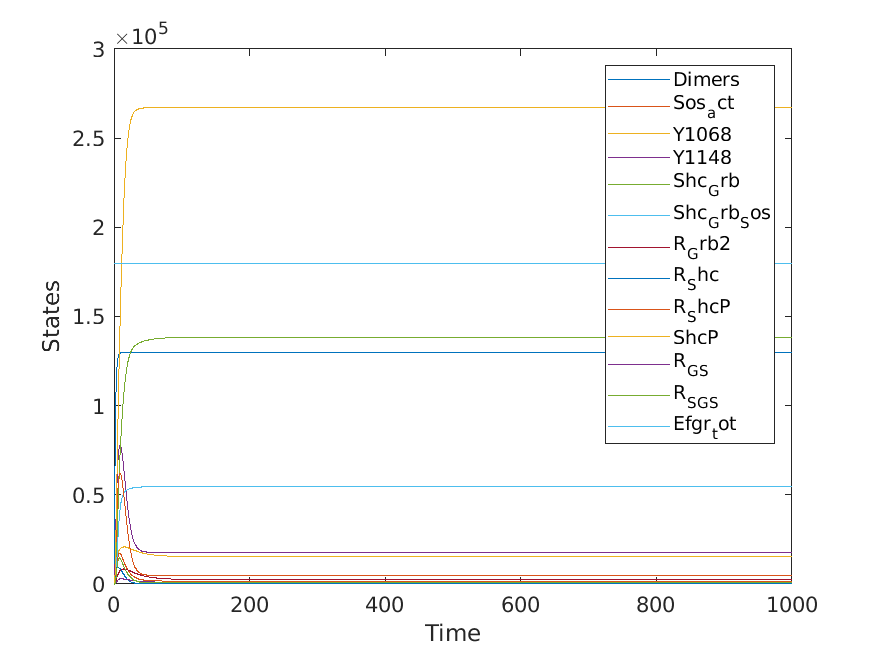 ×10^5
3
2.5
2
1.5
1
0.5
0
0 200 400 600 800 1000
States
Time
Dimers
Sos_act
Y1068
Y1148
Shc_Grb
Shc_Grb_Sos
R_Grb2
R_Shc
R_ShcP
ShcP
R_GS
R_SGS
Efgr_tot